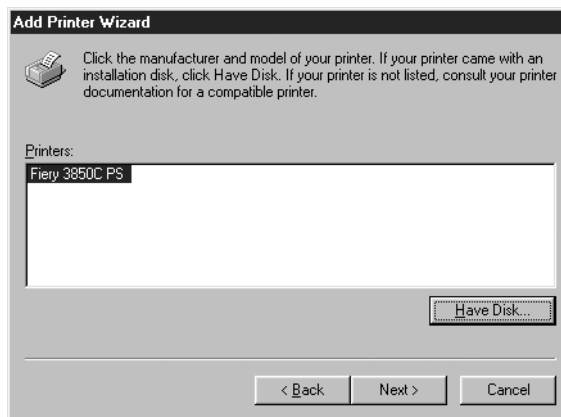 Add Printer Wizard
Click the manufacturer and model of your printer. If your printer came with an
installation disk, click Have Disk. If your printer is not listed, consult your printer
documentation for a compatible printer.
Printers:
Fiery 3850C PS
Have Disk...
< Back
Next >
Cancel